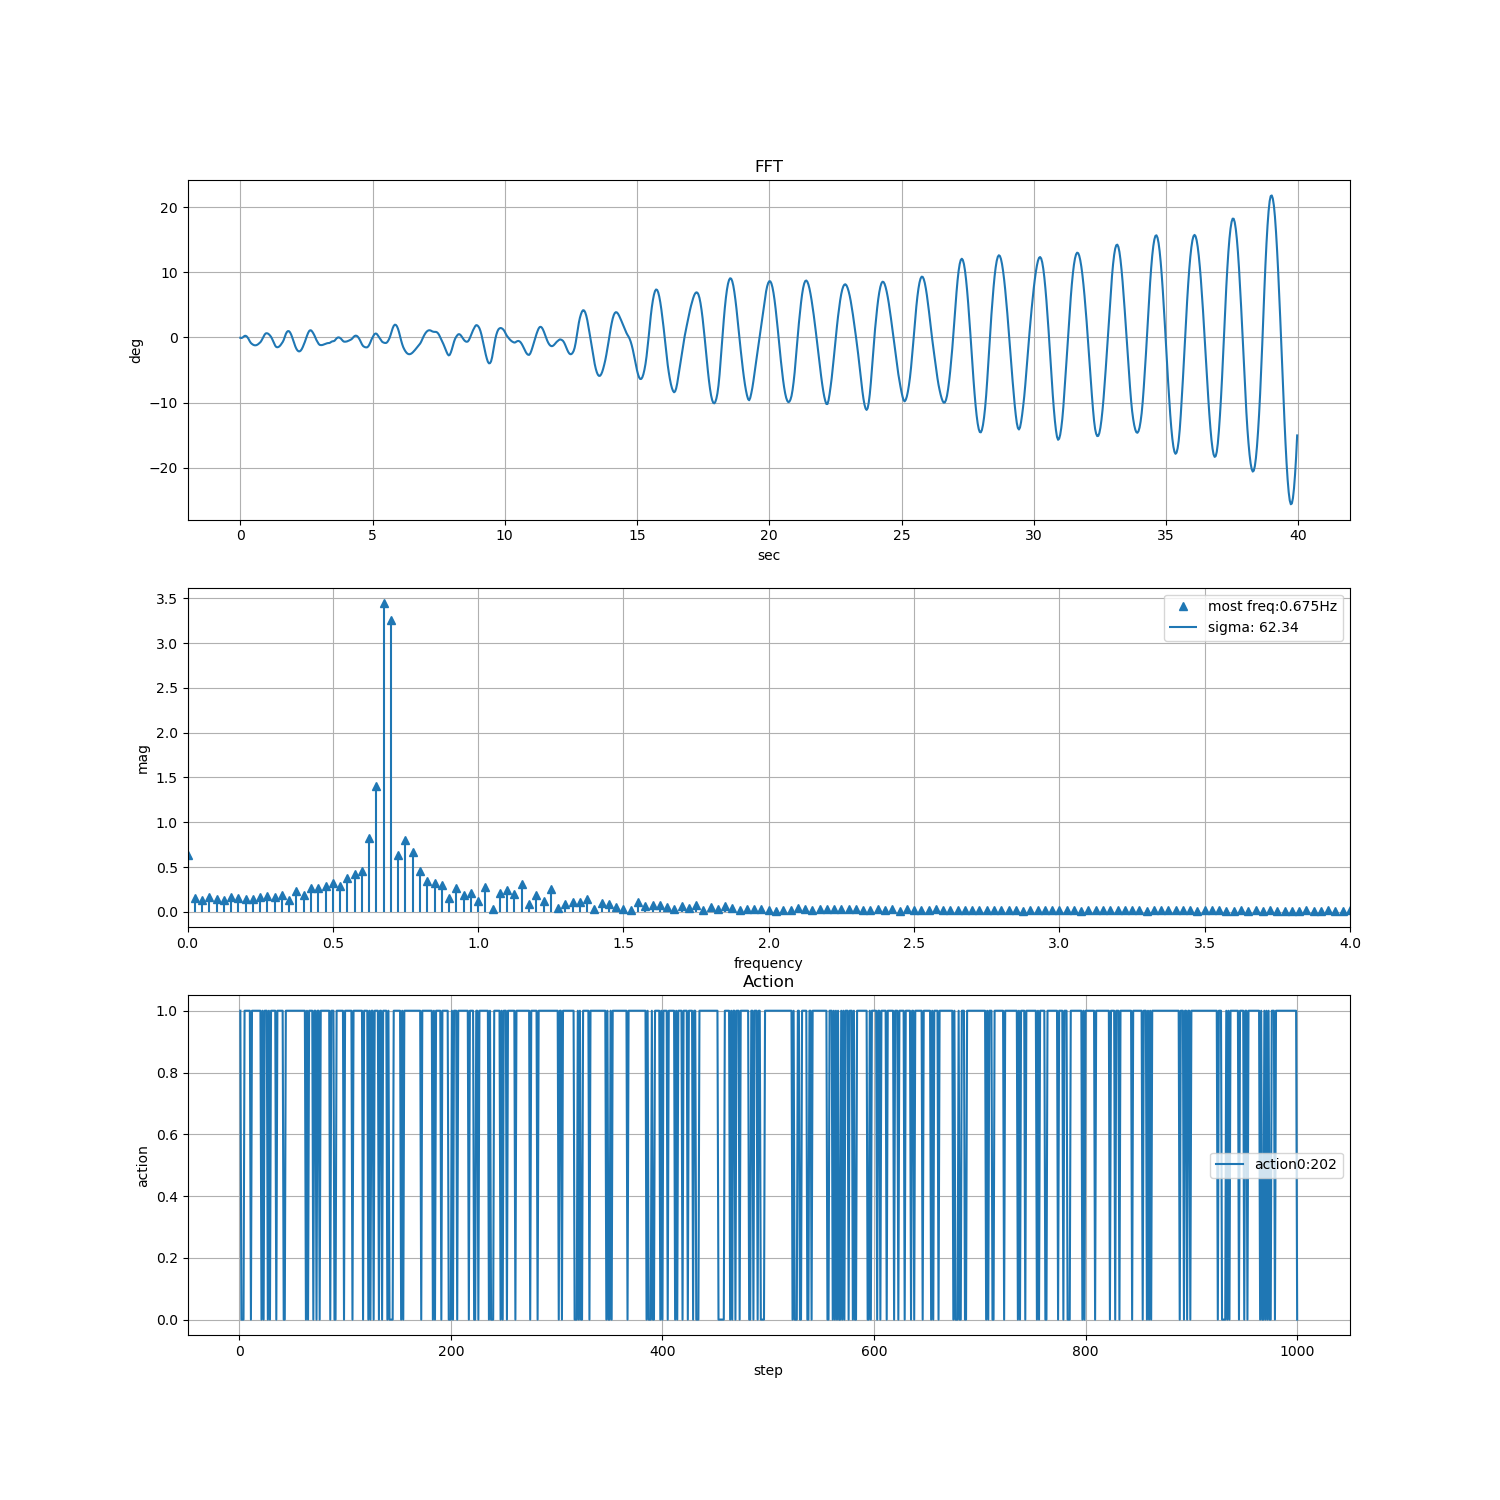 FFT
20
10
0
−10
−20
deg
0 5 10 15 20 25 30 35 40
sec
3.5
3.0
2.5
2.0
1.5
1.0
0.5
0.0
mag
most freq:0.675Hz
sigma: 62.34
0.0 0.5 1.0 1.5 2.0 2.5 3.0 3.5 4.0
frequency
Action
1.0
0.8
0.6
0.4
0.2
0.0
action
action0:202
0 200 400 600 800 1000
step